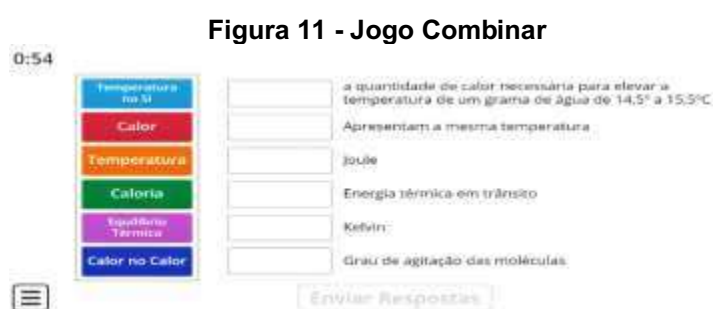 Figura 11 - Jogo Combinar
0:54
Temperatura no SI
a quantidade de calor necessária para elevar a
temperatura de um grama de água de 14,5° a 15,5°C
Calor
Apresentam a mesma temperatura
Temperatura
Joule
Caloria
Energia térmica em trânsito
Equilíbrio Térmico
Kelvin
Calor no Calor
Grau de agitação das moléculas
Enviar Respostas